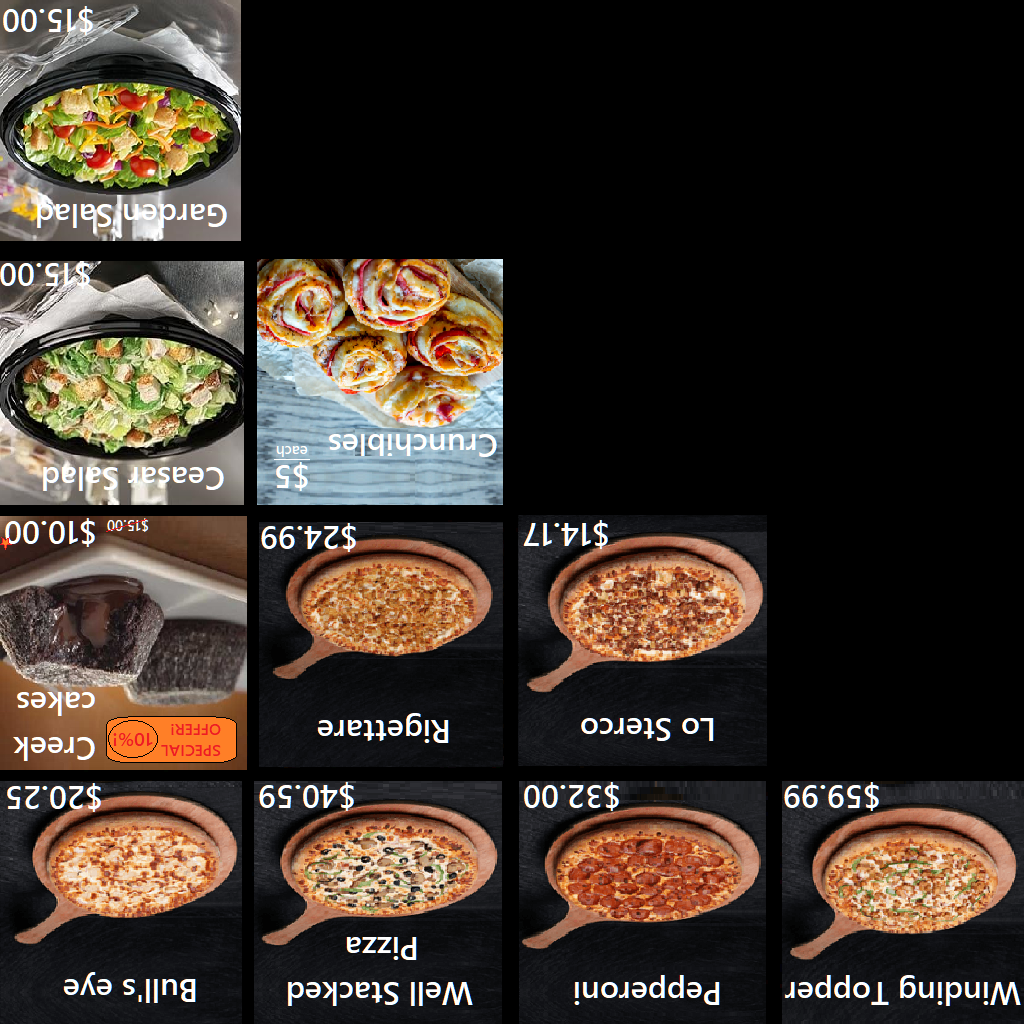 Winding Topper
$59.99
Pepperoni
$32.00
Well Stacked
Pizza
$40.59
Bull's eye
$20.25
Lo Sterco
$14.17
Rigettare
$24.99
SPECIAL
OFFER!
10%!
Creek
cakes
$15.00
$10.00
Crunchibles
$5
each
Ceasar Salad
$15.00
Garden Salad
$15.00